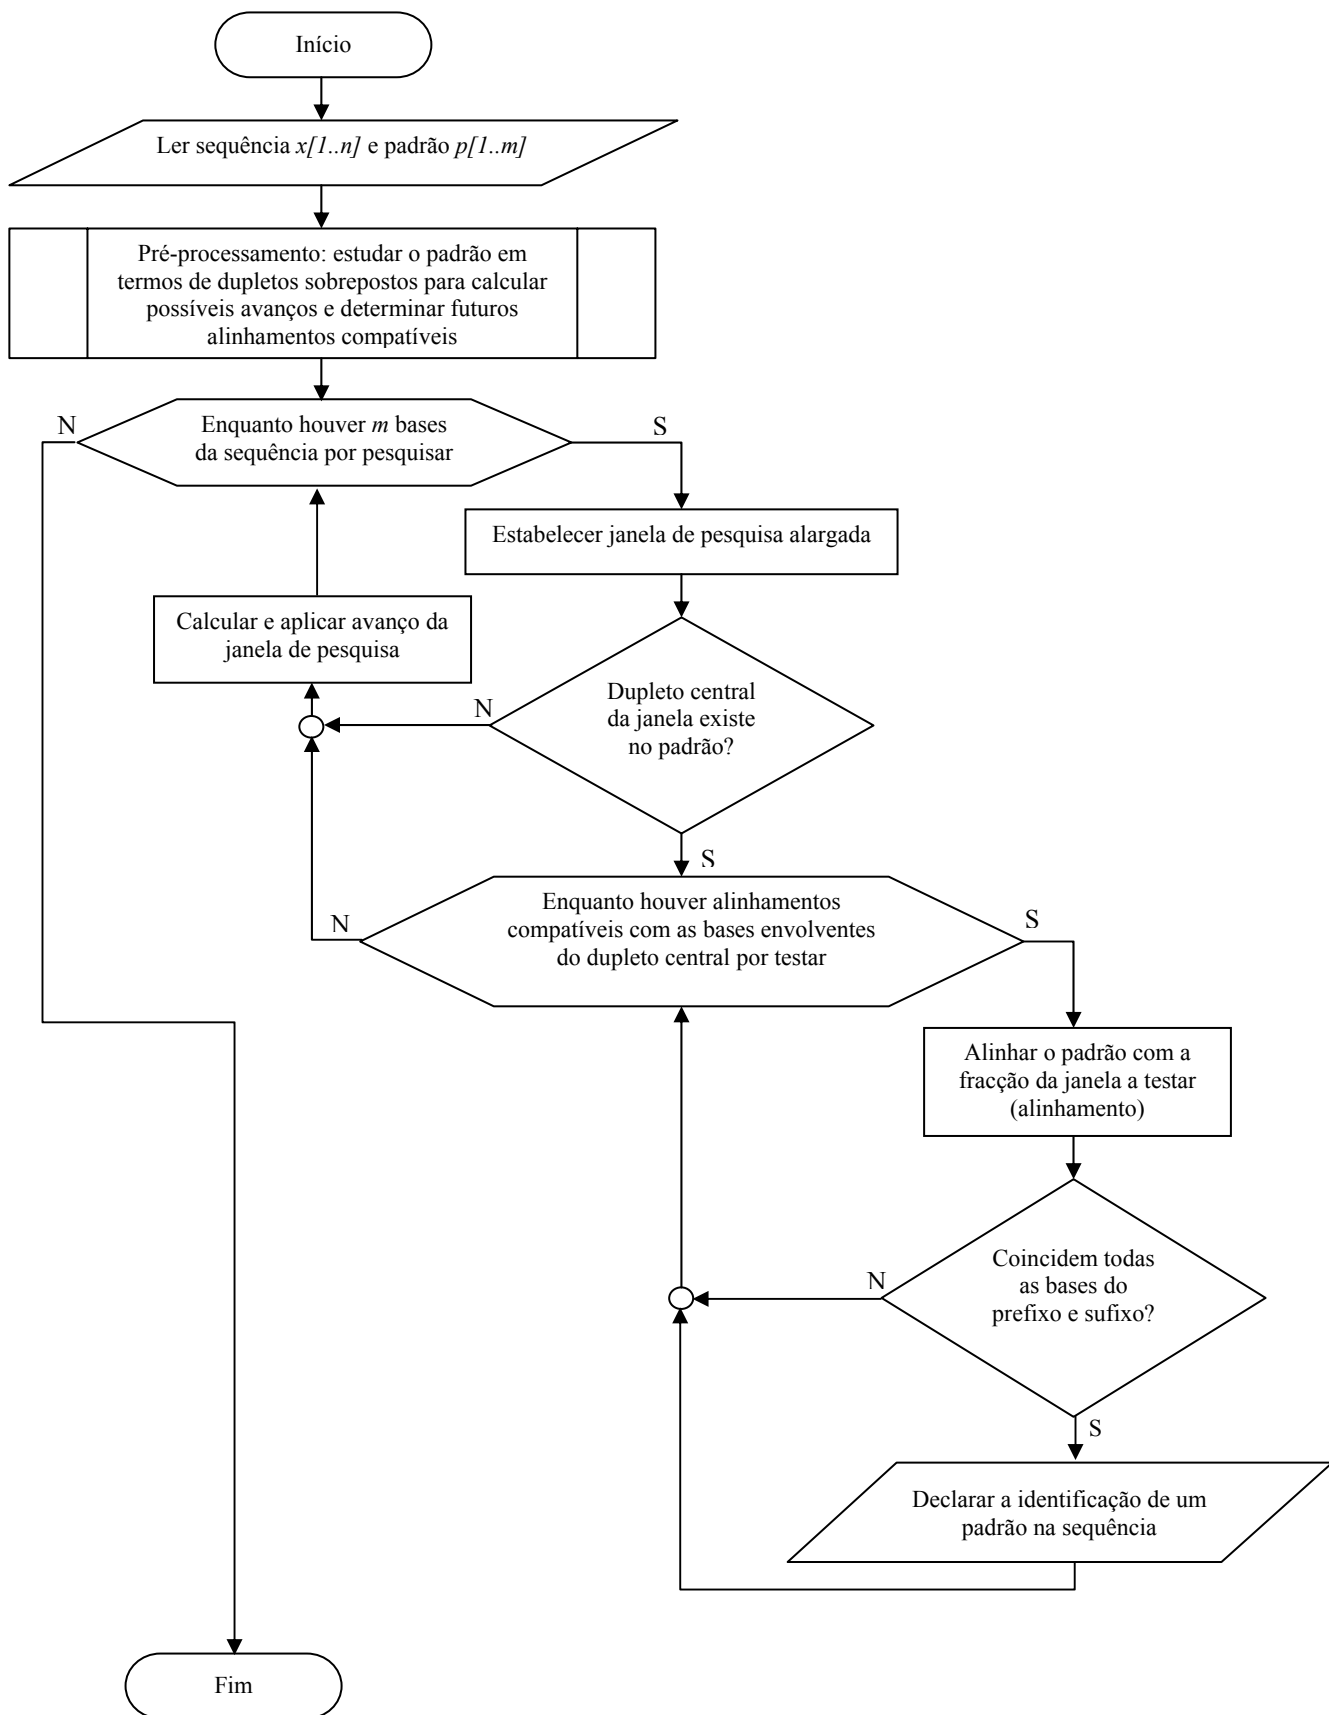 Início
Ler sequência x[1..n] e padrão p[1..m]
Pré-processamento: estudar o padrão em
termos de dupletos sobrepostos para calcular
possíveis avanços e determinar futuros
alinhamentos compatíveis
N
Enquanto houver m bases
da sequência por pesquisar
S
Estabelecer janela de pesquisa alargada
Calcular e aplicar avanço da
janela de pesquisa
Dupleto central
da janela existe
no padrão?
N
S
Enquanto houver alinhamentos
compatíveis com as bases envolventes
do dupleto central por testar
N
S
Alinhar o padrão com a
fracção da janela a testar
(alinhamento)
Coincidem todas
as bases do
prefixo e sufixo?
N
S
Declarar a identificação de um
padrão na sequência
Fim